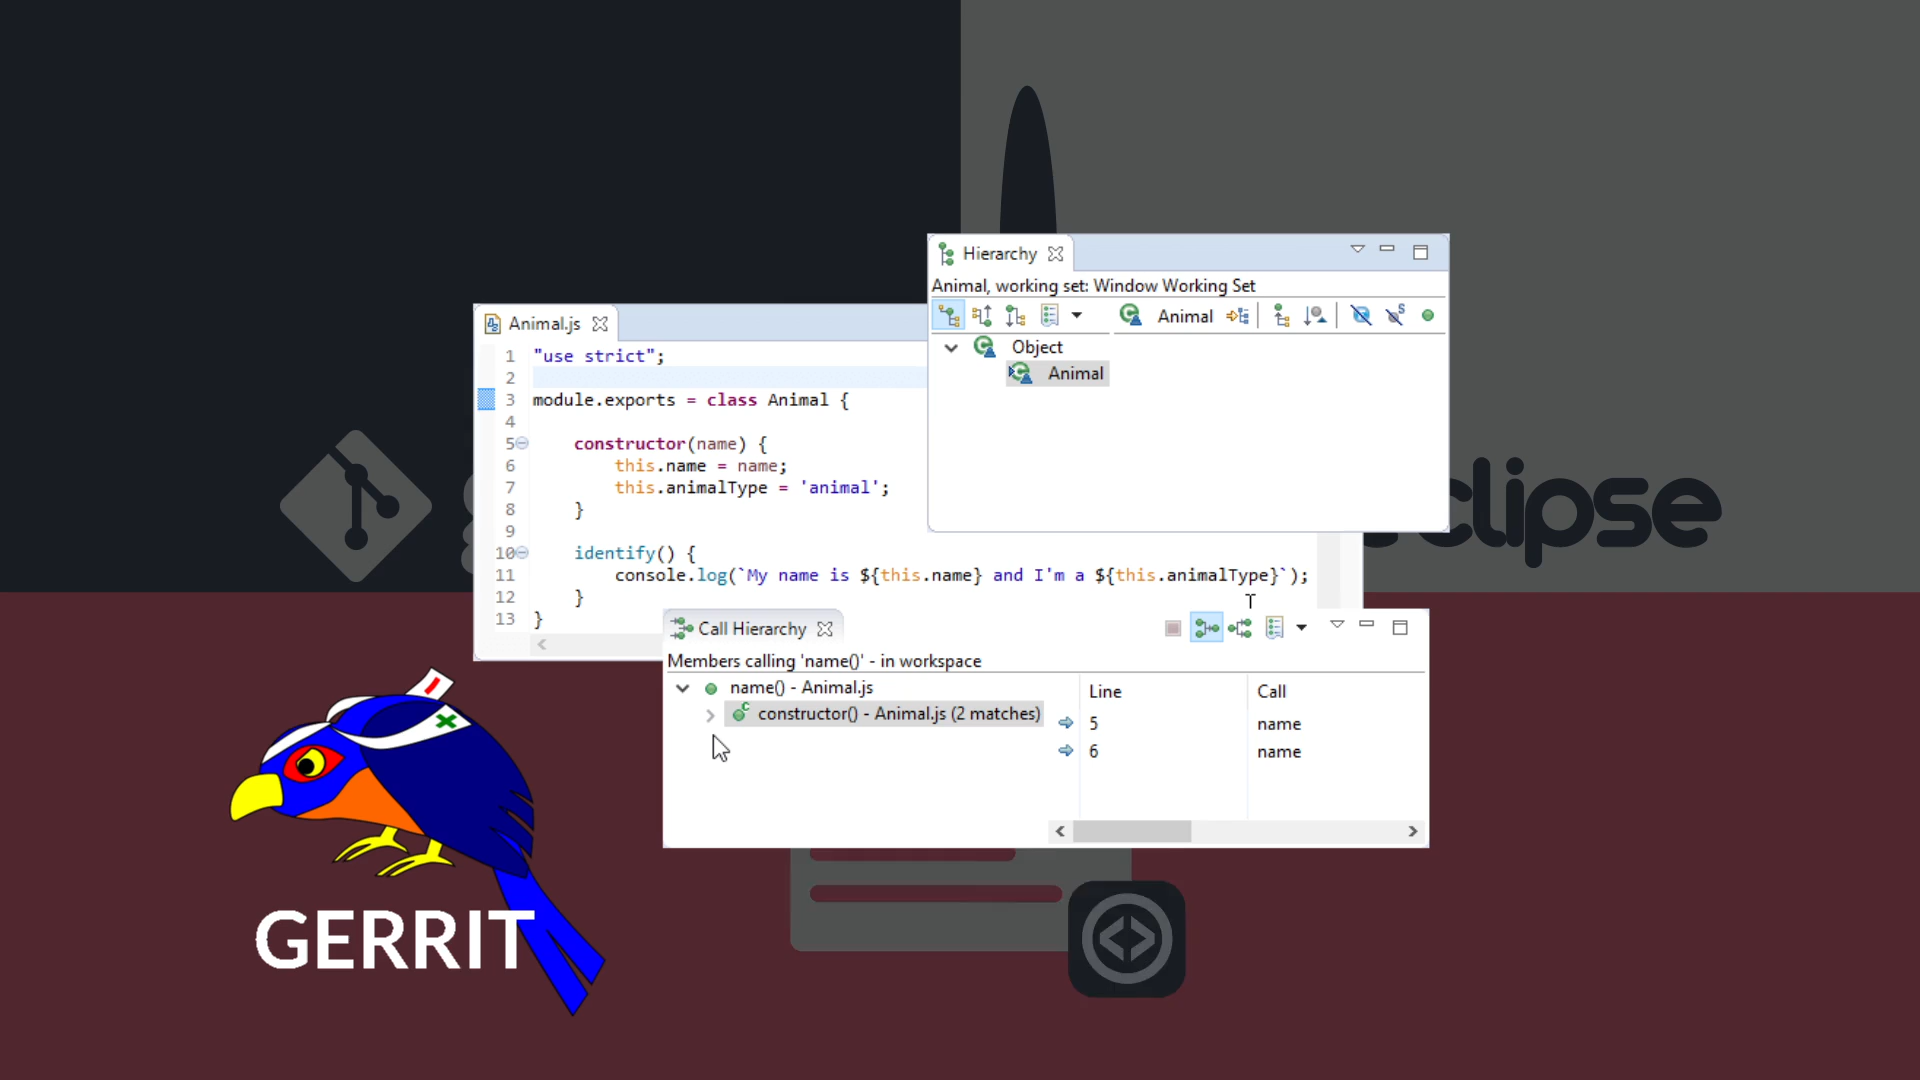 Hierarchy
Animal, working set: Window Working Set
Animal
Object
Animal
Animal.js
1 "use strict";
2
3 module.exports = class Animal {
4
5 constructor(name) {
6 this.name = name;
7 this.animalType = 'animal';
8 }
9
10 identify() {
11 console.log(`My name is ${this.name} and I'm a ${this.animalType}`);
12 }
13 }
clipse
Call Hierarchy
Members calling 'name()' - in workspace
name() - Animal.js
constructor() - Animal.js (2 matches)
Line Call
5 name
6 name
GERRIT